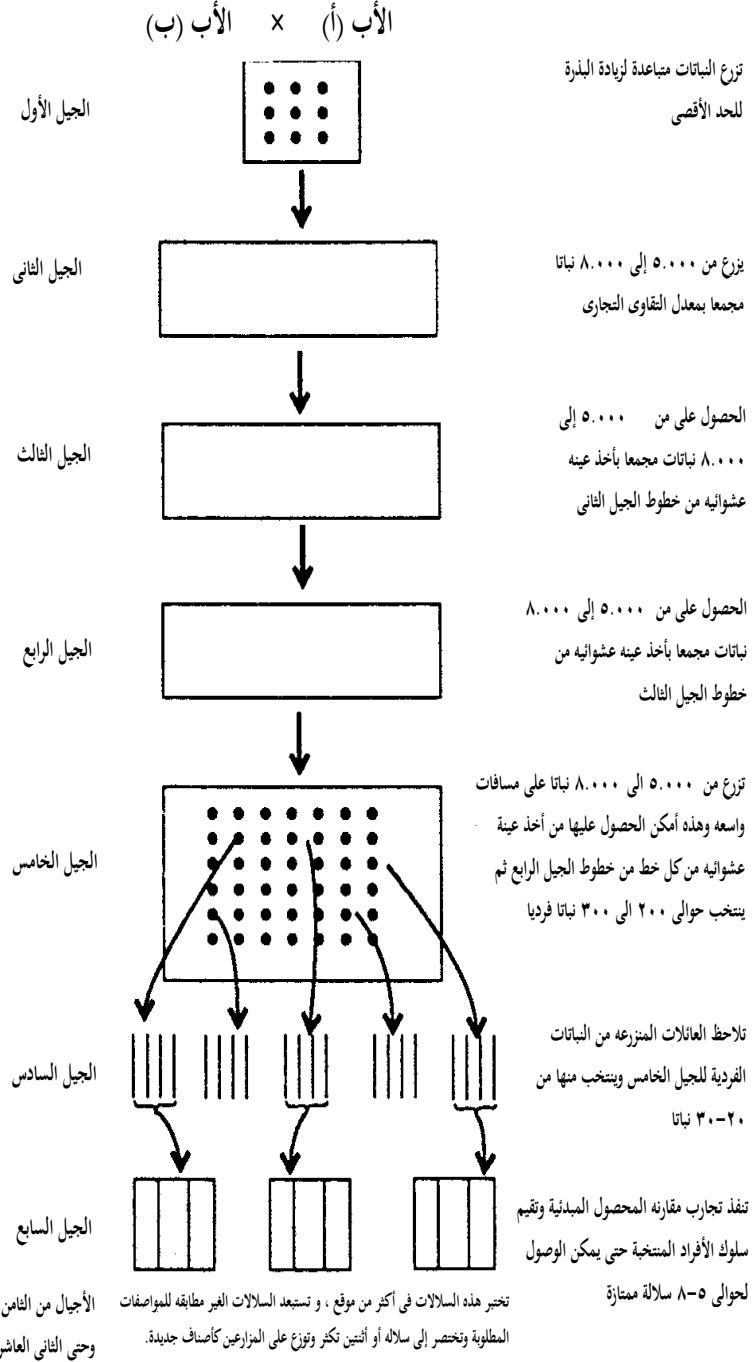 الأب (أ) × الأب (ب)
تزرع النباتات متباعدة لزيادة البذرة
للحد الأقصى
الجيل الأول
يزرع من ٥.٠٠٠ إلى ٨.٠٠٠ نباتا
مجمعا بمعدل التقاوى التجارى
الجيل الثانى
الحصول على من ٥.٠٠٠ إلى
٨.٠٠٠ نباتات مجمعا بأخذ عينه
عشوائيه من خطوط الجيل الثانى
الجيل الثالث
الحصول على من ٥.٠٠٠ إلى ٨.٠٠٠
نباتات مجمعا بأخذ عينه عشوائيه من
خطوط الجيل الثالث
الجيل الرابع
تزرع من ٥.٠٠٠ الى ٨.٠٠٠ نباتا على مسافات
واسعه وهذه أمكن الحصول عليها من أخذ عينة
عشوائيه من كل خط من خطوط الجيل الرابع ثم
ينتخب حوالى ٢٠٠ الى ٣٠٠ نباتا فرديا
الجيل الخامس
تلاحظ العائلات المنزرعه من النباتات
الفردية للجيل الخامس وينتخب منها من
٢٠-٣٠ نباتا
الجيل السادس
تنفذ تجارب مقارنه المحصول المبدئية وتقيم
سلوك الأفراد المنتخبة حتى يمكن الوصول
لحوالى ٥-٨ سلالة ممتازة
الجيل السابع
تختبر هذه السلالات فى أكثر من موقع ، و تستبعد السلالات الغير مطابقه للمواصفات
المطلوبة وتختصر إلى سلاله أو أثنتين تكثر وتوزع على المزارعين كأصناف جديدة.
الأجيال من الثامن
وحتى الثانى العاشر